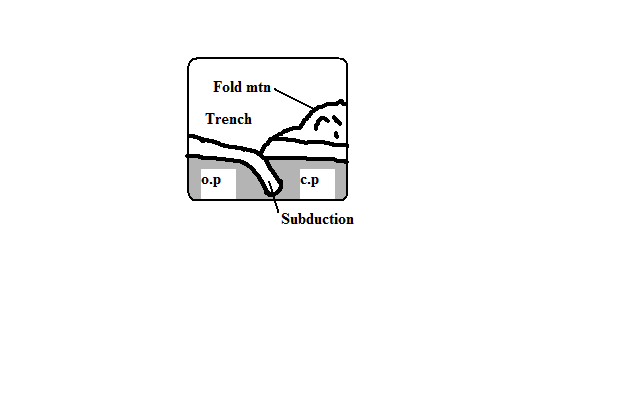 Fold mtn
Trench
o.p
c.p
Subduction